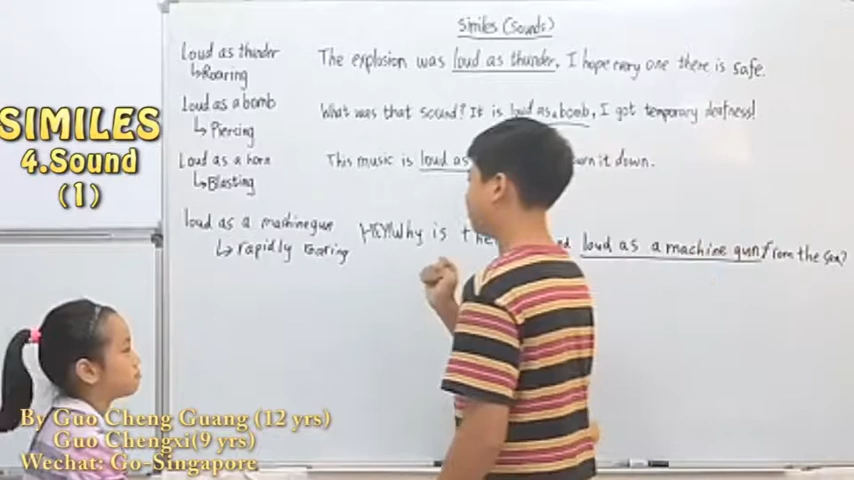 Similes (Sounds)
Loud as thunder
↳Roaring
The explosion was loud as thunder, I hope every one there is safe.
Loud as a bomb
↳ Piercing
What was that sound? It is loud as a bomb, I got temporary deafness!
Loud as a horn
↳Blasting
This music is loud as turn it down.
loud as a machine gun
↳ rapidly roaring
HEY! Why is loud as a machine gun from the sea?
SIMILES
4.Sound
(1)
By Guo Cheng Guang (12 yrs)
Guo Chengxi(9 yrs)
Wechat: Go-Singapore